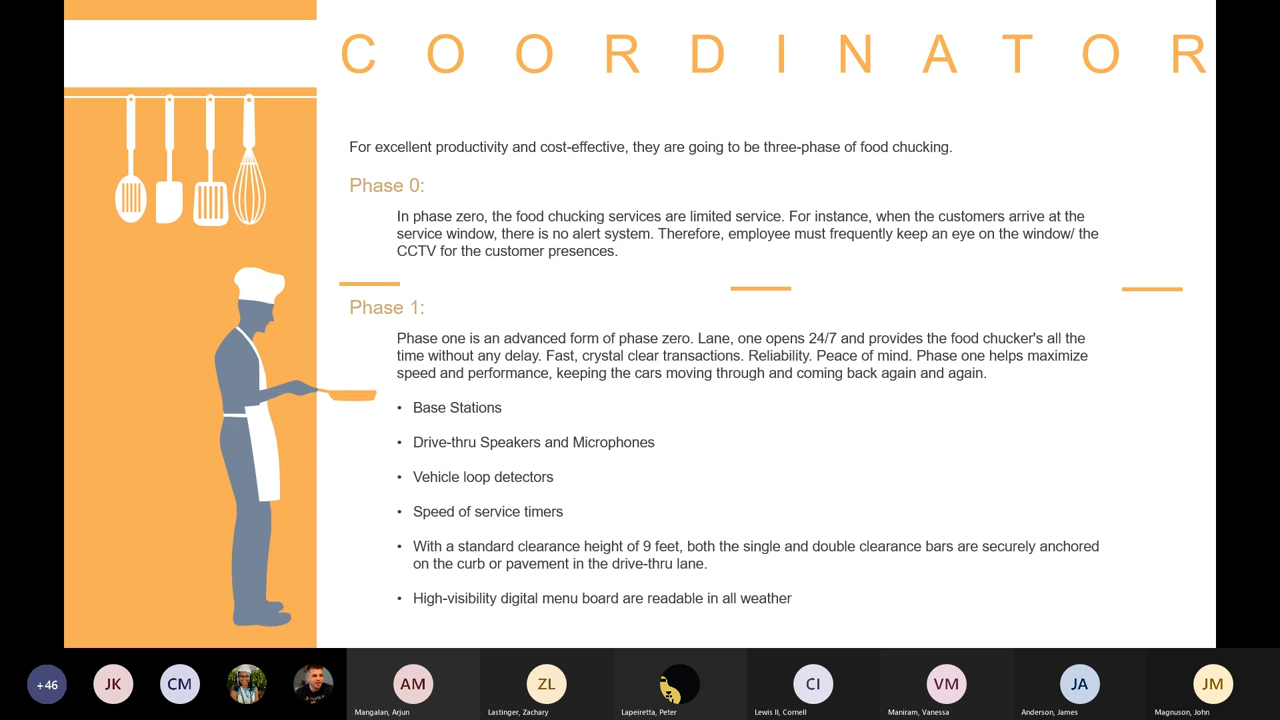 COORDINATOR
For excellent productivity and cost-effective, they are going to be three-phase of food chucking.
Phase 0:
In phase zero, the food chucking services are limited service. For instance, when the customers arrive at the
service window, there is no alert system. Therefore, employee must frequently keep an eye on the window/ the
CCTV for the customer presences.
Phase 1:
Phase one is an advanced form of phase zero. Lane, one opens 24/7 and provides the food chucker's all the
time without any delay. Fast, crystal clear transactions. Reliability. Peace of mind. Phase one helps maximize
speed and performance, keeping the cars moving through and coming back again and again.
• Base Stations
• Drive-thru Speakers and Microphones
• Vehicle loop detectors
• Speed of service timers
• With a standard clearance height of 9 feet, both the single and double clearance bars are securely anchored
on the curb or pavement in the drive-thru lane.
• High-visibility digital menu board are readable in all weather
+46 JK CM AM ZL CI VM JA JM
Mangalan, Arjun Lastinger, Zachary Lapeiretta, Peter Lewis II, Cornell Maniram, Vanessa Anderson, James Magnuson, John